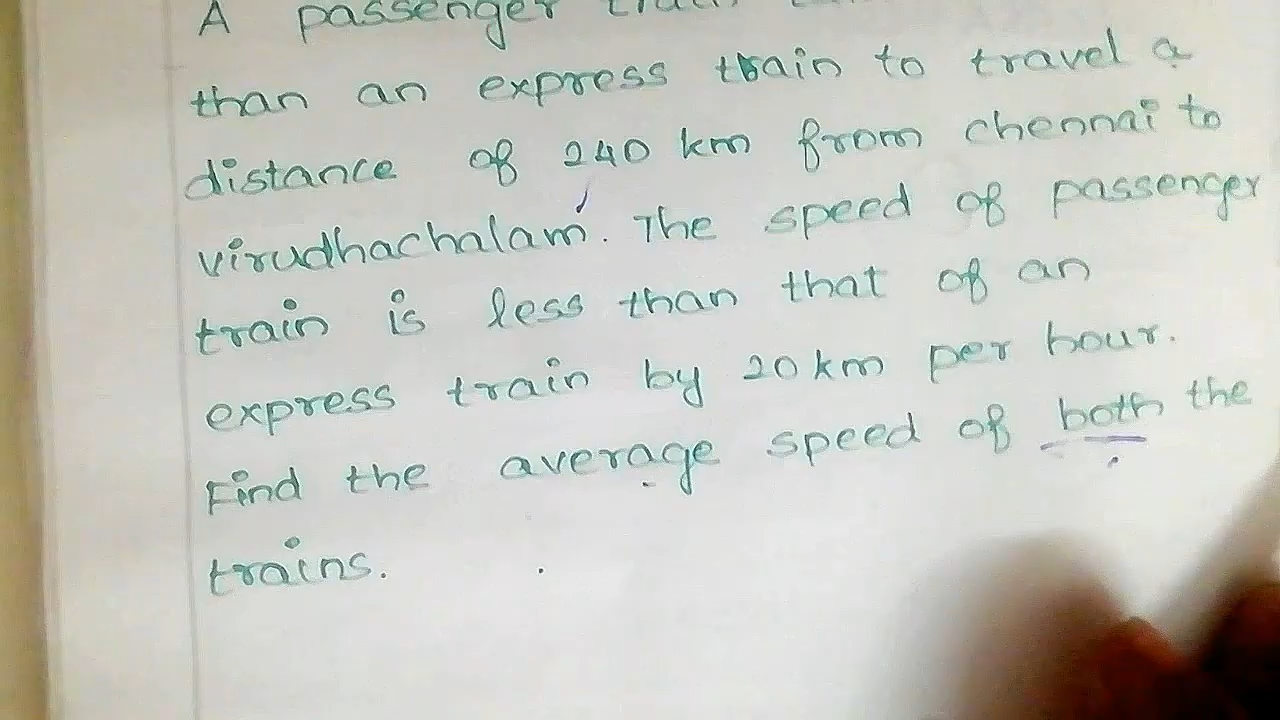 A passenger train
than an express train to travel a
distance of 240 km from chennai to
virudhachalam. The speed of passenger
train is less than that of an
express train by 20 km per hour.
Find the average speed of both the
trains.